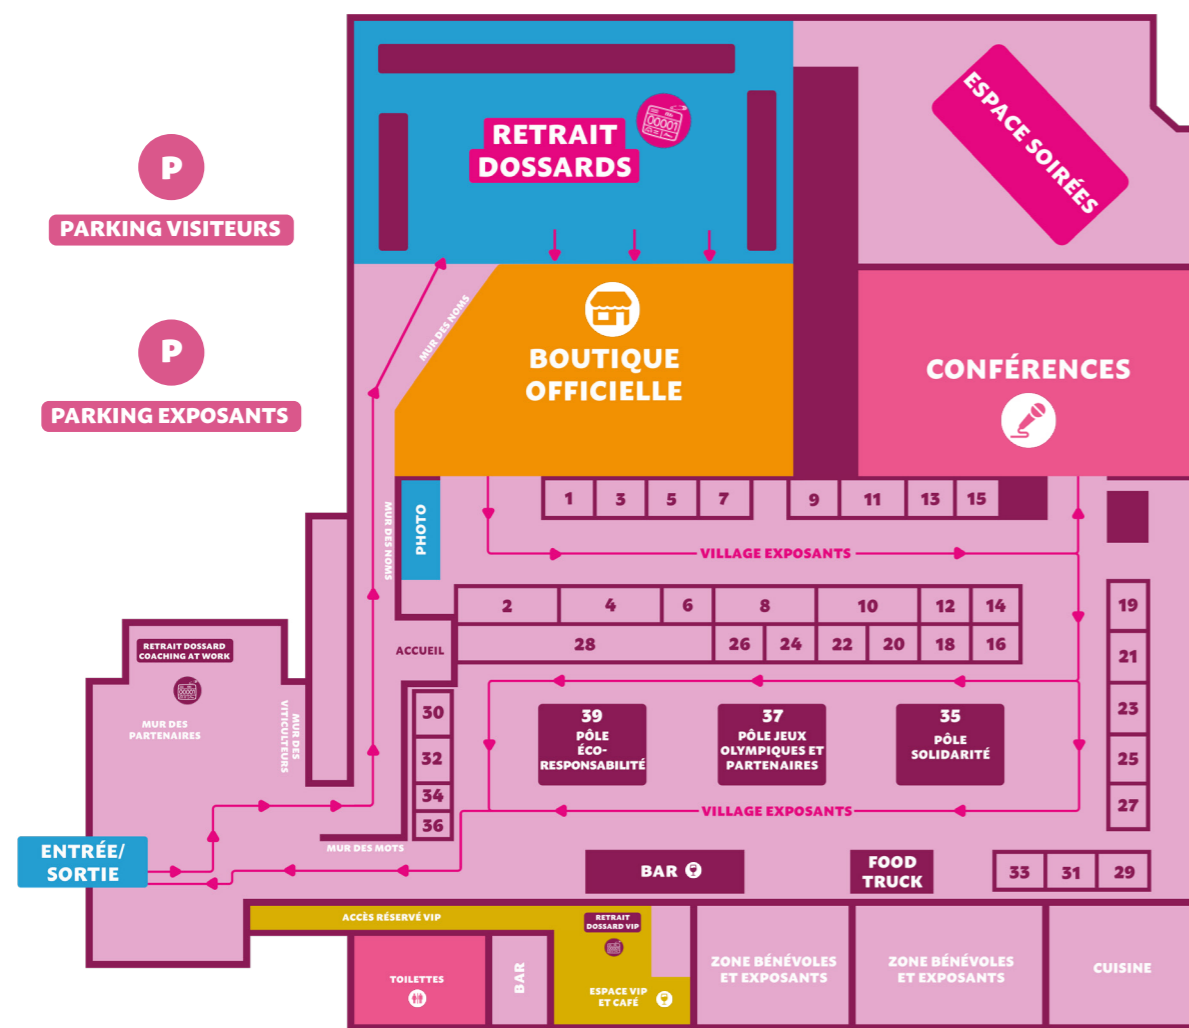 RETRAIT
DOSSARDS
00001
ESPACE SOIRÉES
P
PARKING VISITEURS
P
PARKING EXPOSANTS
MUR DES NOMS
BOUTIQUE
OFFICIELLE
CONFÉRENCES
MUR DES NOMS
PHOTO
1 3 5 7 9 11 13 15
VILLAGE EXPOSANTS
2 4 6 8 10 12 14
28 26 24 22 20 18 16
ACCUEIL
19
21
23
25
27
RETRAIT DOSSARD
COACHING AT WORK
MUR DES
PARTENAIRES
MUR DES
VITICULTEURS
30
32
34
36
39
PÔLE
ÉCO-
RESPONSABILITÉ
37
PÔLE JEUX
OLYMPIQUES ET
PARTENAIRES
35
PÔLE
SOLIDARITÉ
VILLAGE EXPOSANTS
ENTRÉE/
SORTIE
MUR DES MOTS
BAR
FOOD
TRUCK
33 31 29
ACCÈS RÉSERVÉ VIP
RETRAIT
DOSSARD VIP
TOILETTES
BAR
ESPACE VIP
ET CAFÉ
ZONE BÉNÉVOLES
ET EXPOSANTS
ZONE BÉNÉVOLES
ET EXPOSANTS
CUISINE